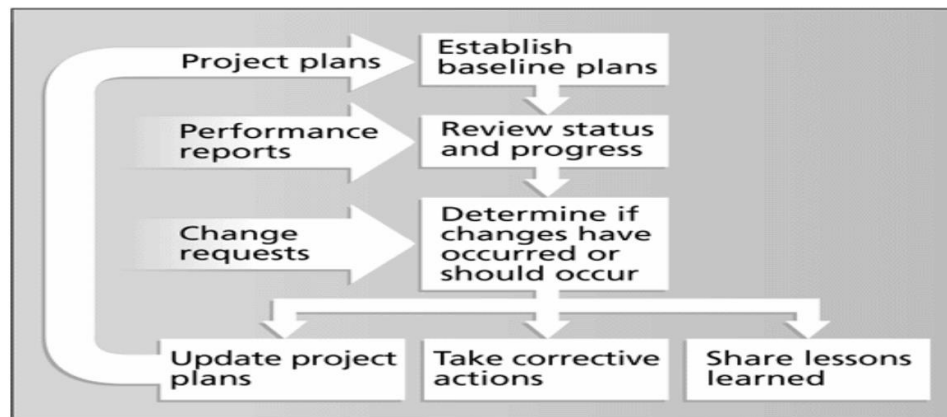 Project plans
Establish
baseline plans
Performance
reports
Review status
and progress
Change
requests
Determine if
changes have
occurred or
should occur
Update project
plans
Take corrective
actions
Share lessons
learned